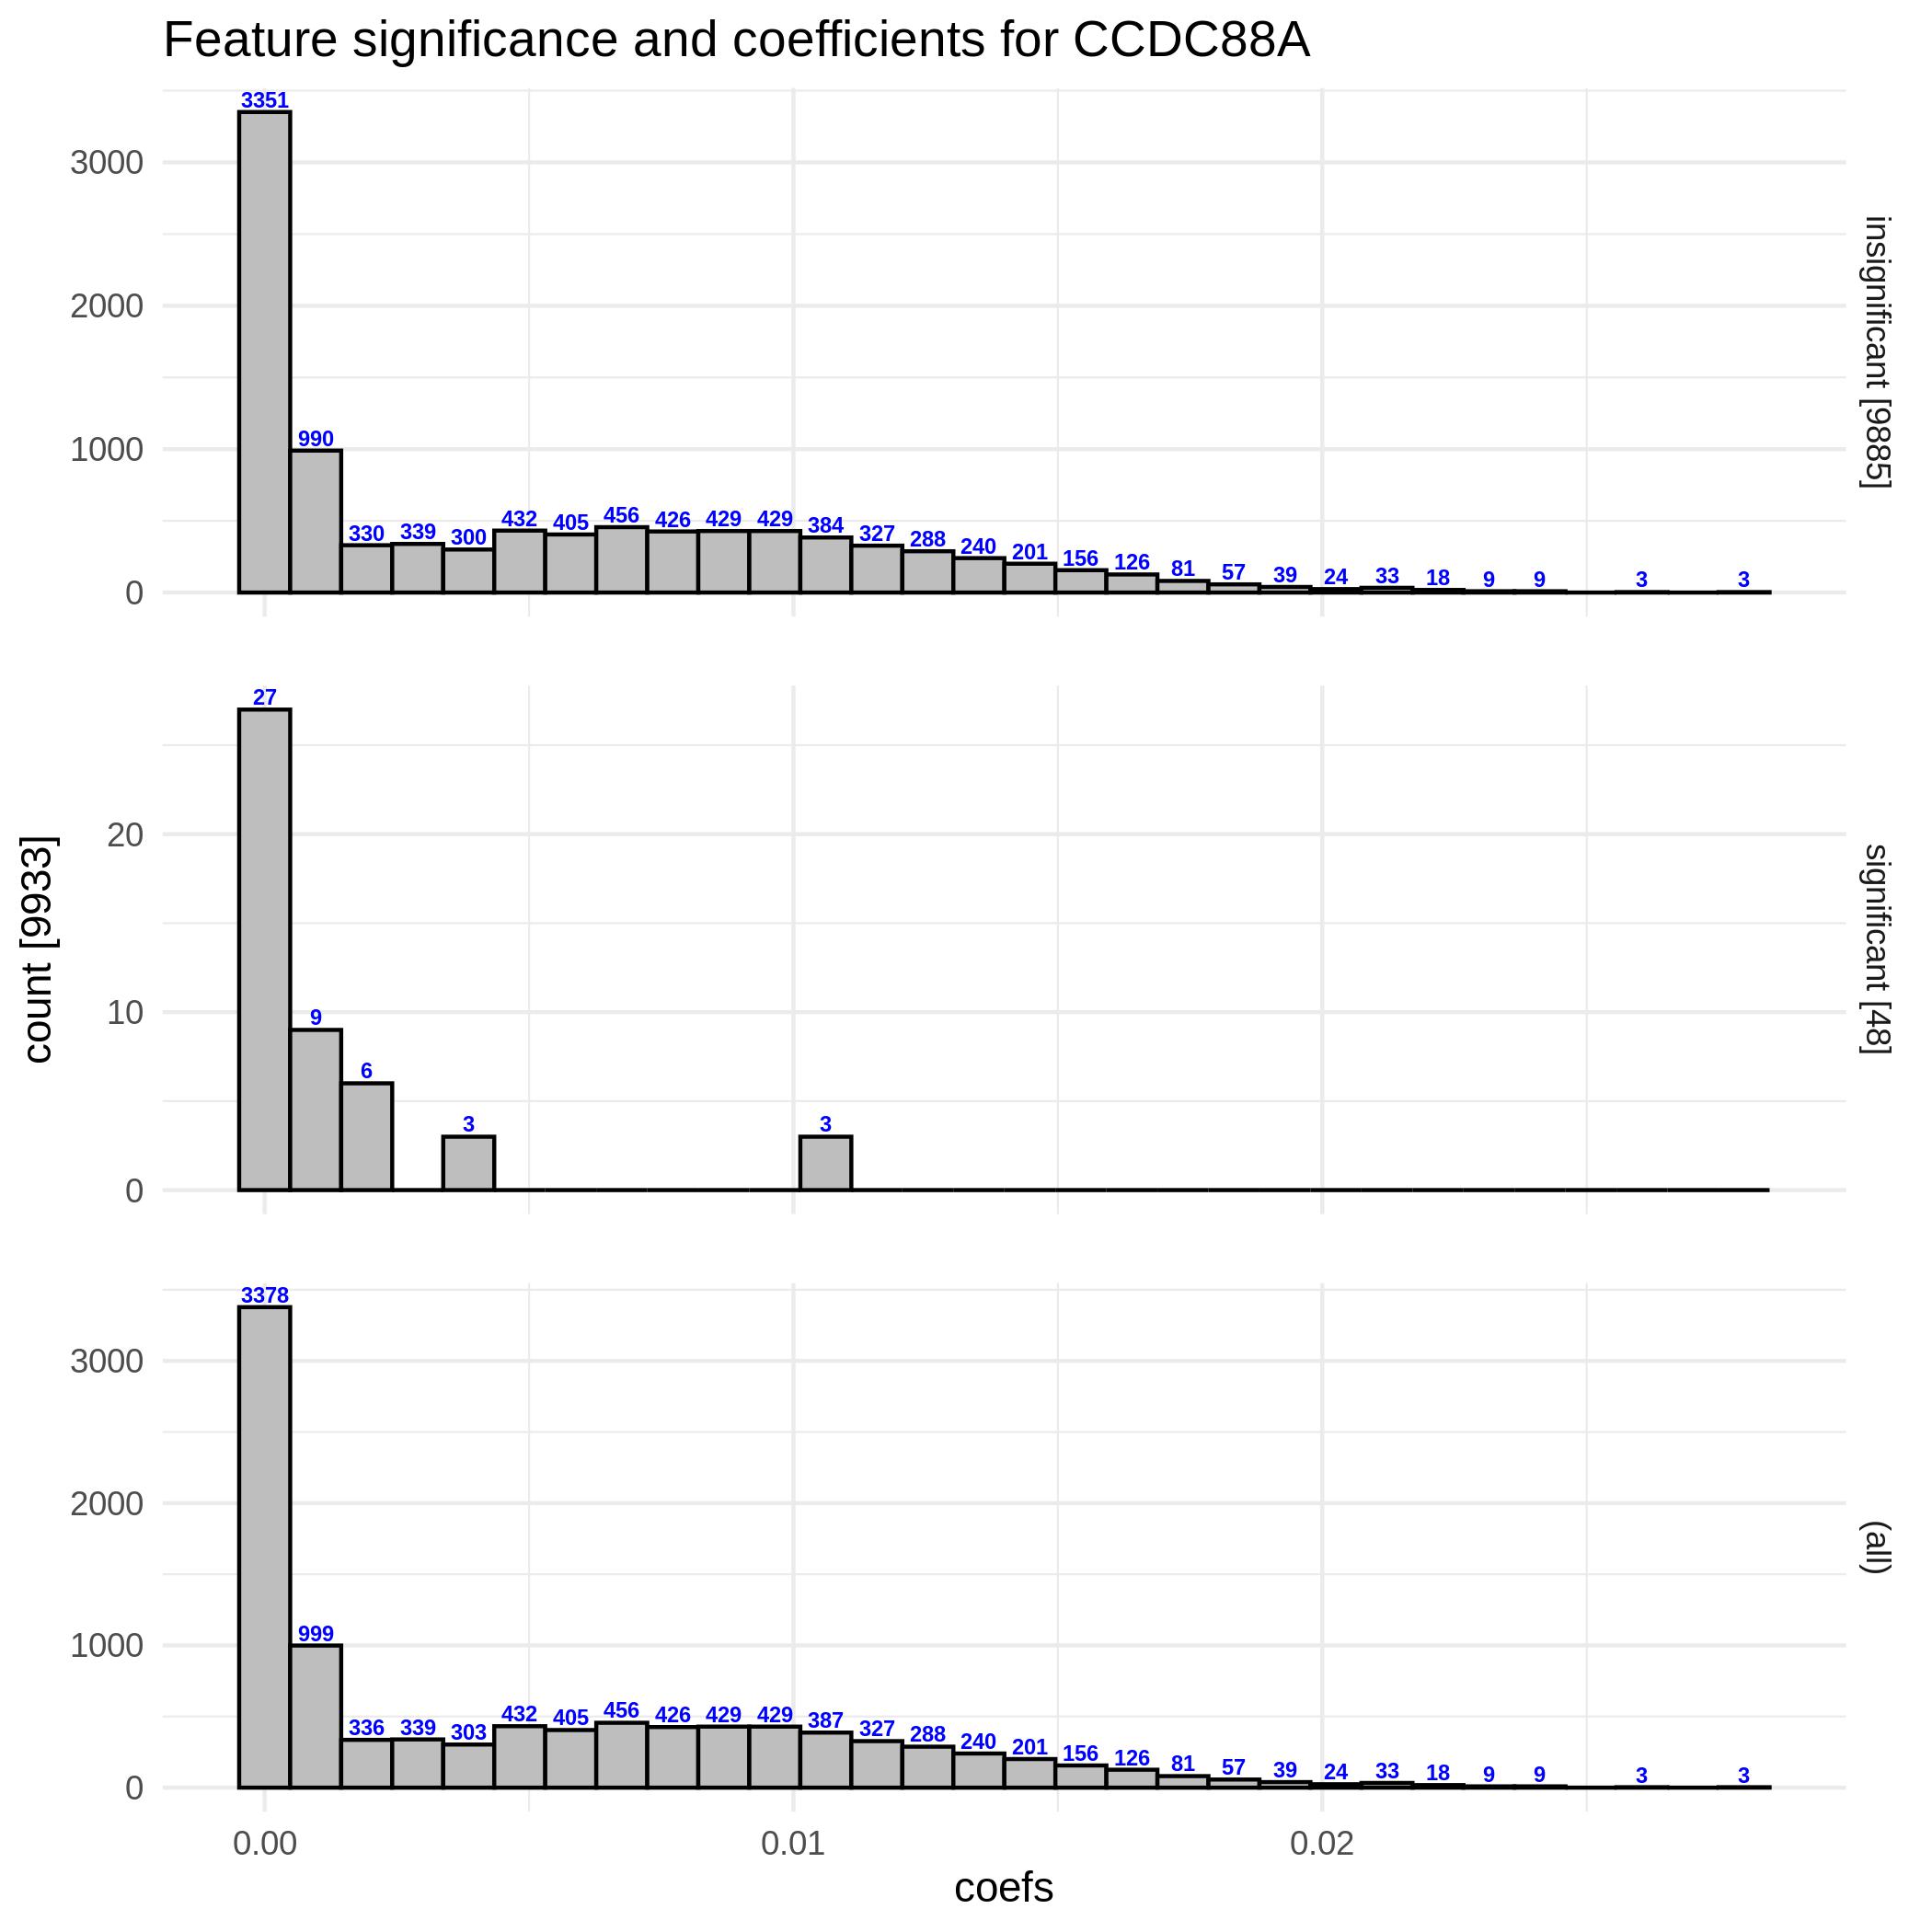 Feature significance and coefficients for CCDC88A
3351
3000
2000
1000
0
990
330 339 300 432 405 456 426 429 429 384 327 288 240 201 156 126 81 57 39 24 33 18 9 9 3 3
insignificant [9885]
27
20
10
0
9
6
3
3
significant [48]
count [9933]
3378
3000
2000
1000
0
999
336 339 303 432 405 456 426 429 429 387 327 288 240 201 156 126 81 57 39 24 33 18 9 9 3 3
(all)
0.00 0.01 0.02
coefs